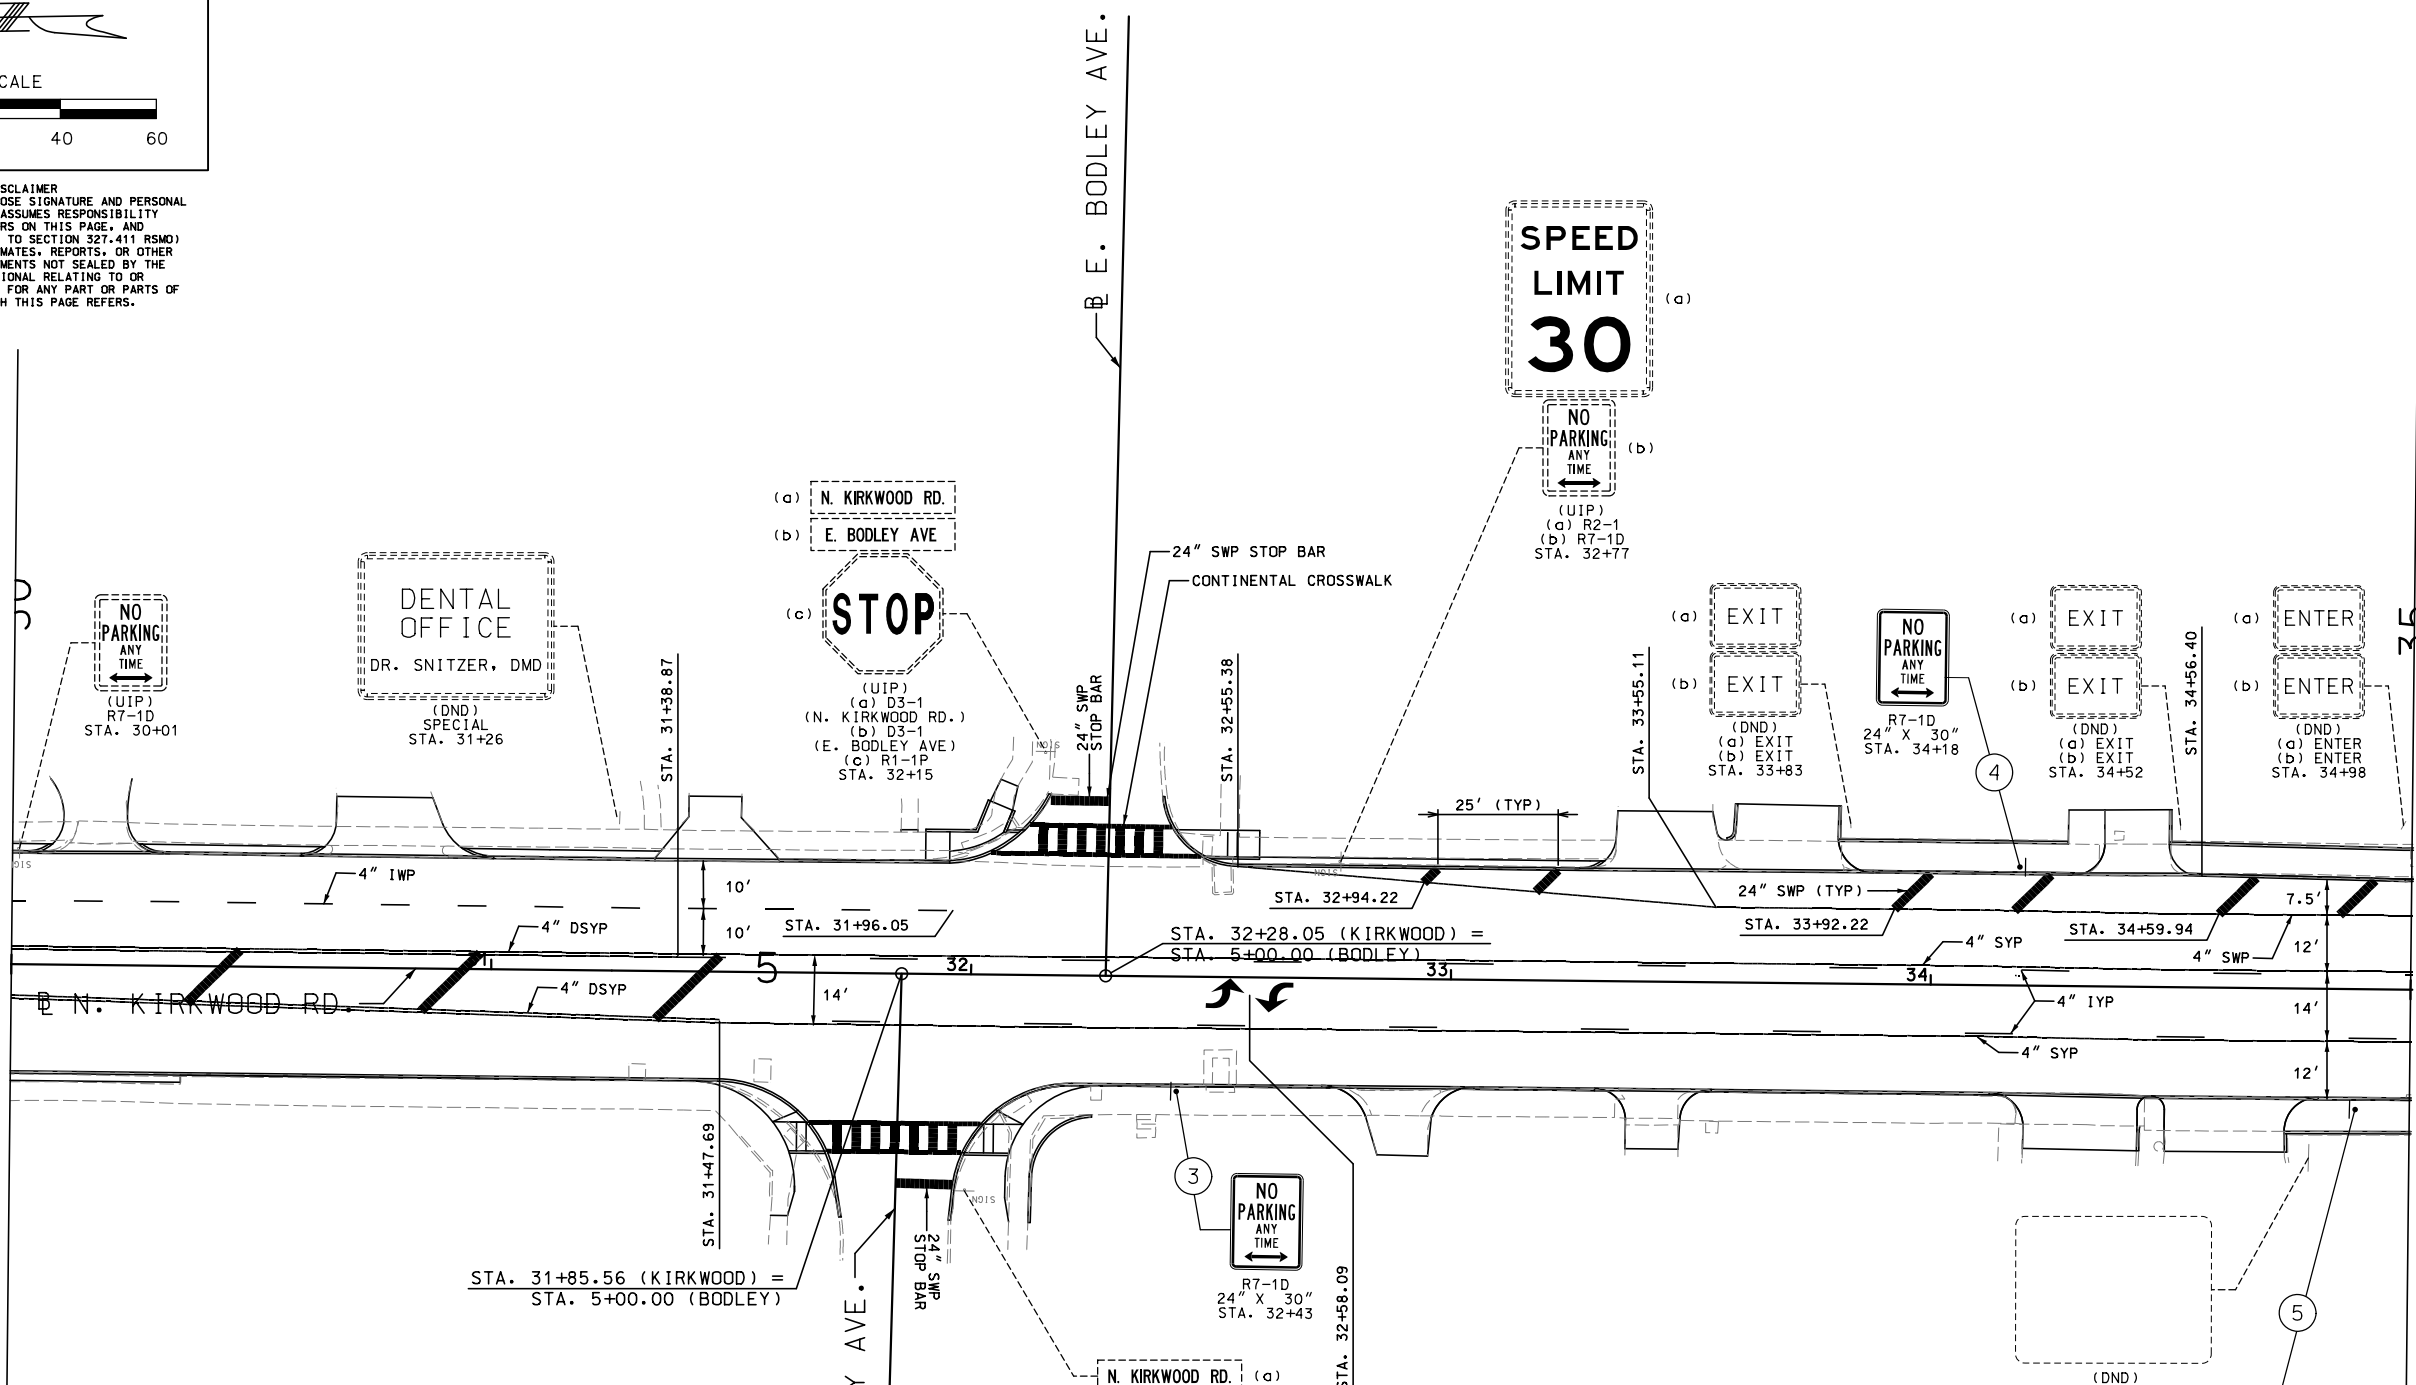 CALE
40 60
SCLAIMER
OSE SIGNATURE AND PERSONAL
ASSUMES RESPONSIBILITY
RS ON THIS PAGE, AND
TO SECTION 327.411 RSMO)
MATES, REPORTS, OR OTHER
MENTS NOT SEALED BY THE
IONAL RELATING TO OR
FOR ANY PART OR PARTS OF
H THIS PAGE REFERS.
℄ E. BODLEY AVE.
SPEED
LIMIT
30
(a)
NO
PARKING
ANY
TIME
(b)
(UIP)
(a) R2-1
(b) R7-1D
STA. 32+77
(a) N. KIRKWOOD RD.
(b) E. BODLEY AVE
(c) STOP
(UIP)
(a) D3-1
(N. KIRKWOOD RD.)
(b) D3-1
(E. BODLEY AVE)
(c) R1-1P
STA. 32+15
24" SWP STOP BAR
CONTINENTAL CROSSWALK
NO
PARKING
ANY
TIME
(UIP)
R7-1D
STA. 30+01
DENTAL
OFFICE
DR. SNITZER, DMD
(DND)
SPECIAL
STA. 31+26
STA. 31+38.87
24" SWP
STOP BAR
STA. 32+55.38
STA. 33+55.11
(a) EXIT
(b) EXIT
(DND)
(a) EXIT
(b) EXIT
STA. 33+83
NO
PARKING
ANY
TIME
R7-1D
24" X 30"
STA. 34+18
4
(a) EXIT
(b) EXIT
(DND)
(a) EXIT
(b) EXIT
STA. 34+52
STA. 34+56.40
(a) ENTER
(b) ENTER
(DND)
(a) ENTER
(b) ENTER
STA. 34+98
35
SIGN
SIGN
SIGN
25' (TYP)
4" IWP
10'
10'
STA. 31+96.05
STA. 32+94.22
24" SWP (TYP)
STA. 33+92.22
STA. 34+59.94
7.5'
12'
4" DSYP
4" SYP
4" SWP
STA. 32+28.05 (KIRKWOOD) =
STA. 5+00.00 (BODLEY)
5
32
33
34
℄ N. KIRKWOOD RD.
4" DSYP
14'
4" IYP
14'
4" SYP
12'
STA. 31+47.69
SIGN
24" SWP
STOP BAR
3
NO
PARKING
ANY
TIME
R7-1D
24" X 30"
STA. 32+43
STA. 32+58.09
STA. 31+85.56 (KIRKWOOD) =
STA. 5+00.00 (BODLEY)
Y AVE.
5
N. KIRKWOOD RD. (a)
(DND)